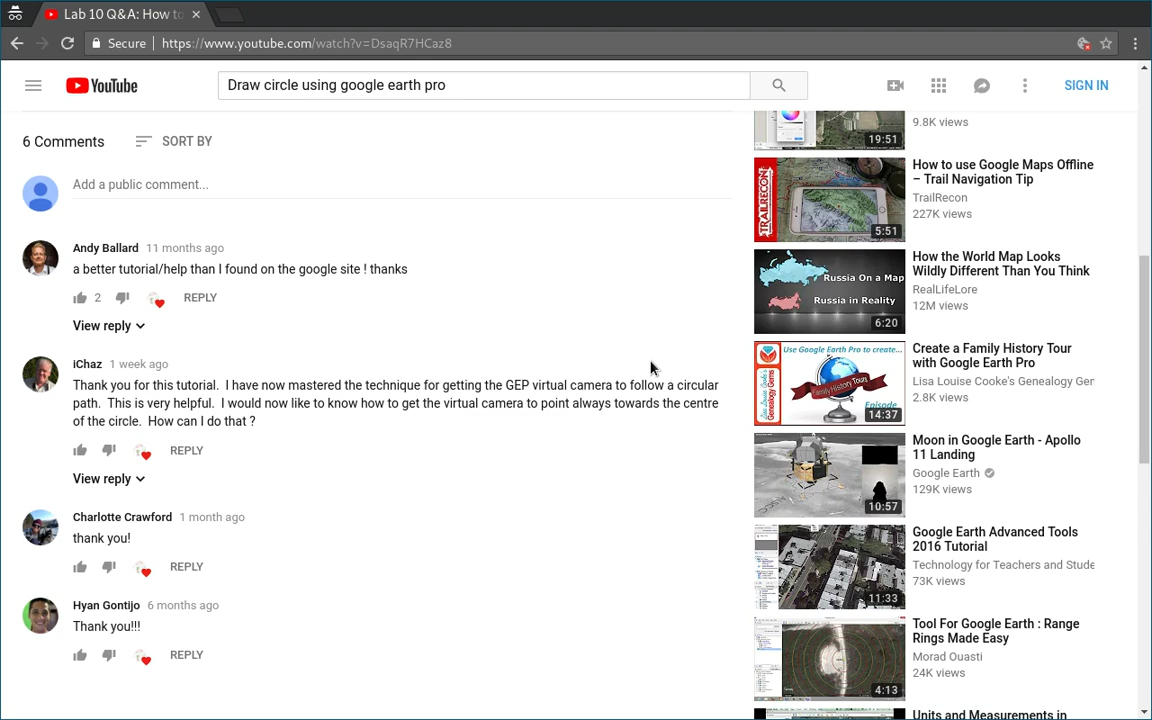 Lab 10 Q&A: How to
Secure
https://www.youtube.com/watch?v=DsaqR7HCaz8
YouTube
Draw circle using google earth pro
SIGN IN
6 Comments
SORT BY
Add a public comment...
Andy Ballard 11 months ago
a better tutorial/help than I found on the google site ! thanks
2
REPLY
View reply
iChaz 1 week ago
Thank you for this tutorial. I have now mastered the technique for getting the GEP virtual camera to follow a circular
path. This is very helpful. I would now like to know how to get the virtual camera to point always towards the centre
of the circle. How can I do that ?
REPLY
View reply
Charlotte Crawford 1 month ago
thank you!
REPLY
Hyan Gontijo 6 months ago
Thank you!!!
REPLY
19:51
9.8K views
TRAILRECON
5:51
How to use Google Maps Offline
– Trail Navigation Tip
TrailRecon
227K views
Russia On a Map
Russia in Reality
6:20
How the World Map Looks
Wildly Different Than You Think
RealLifeLore
12M views
Use Google Earth Pro to create...
Family History Tours
Episode
14:37
Create a Family History Tour
with Google Earth Pro
Lisa Louise Cooke's Genealogy Ger
2.8K views
10:57
Moon in Google Earth - Apollo
11 Landing
Google Earth
129K views
11:33
Google Earth Advanced Tools
2016 Tutorial
Technology for Teachers and Stude
73K views
4:13
Tool For Google Earth : Range
Rings Made Easy
Morad Ouasti
24K views
Units and Measurements in